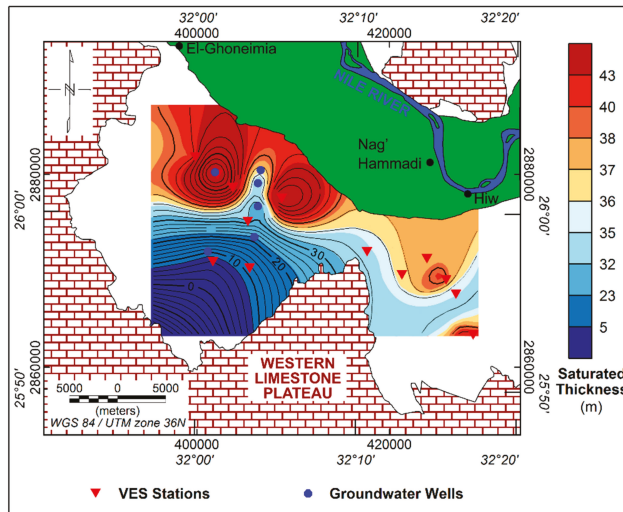 32°00'
32°10'
32°20'
400000
420000
El-Ghoneimia
N
NILE RIVER
Nag'
Hammadi
Hiw
2880000
26°00'
2880000
26°00'
10
20
30
0
WESTERN
LIMESTONE
PLATEAU
2860000
25°50'
2860000
25°50'
5000 0 5000
(meters)
WGS 84 / UTM zone 36N
400000
420000
32°00'
32°10'
32°20'
43
40
38
37
36
35
32
23
5
Saturated
Thickness
(m)
VES Stations
Groundwater Wells